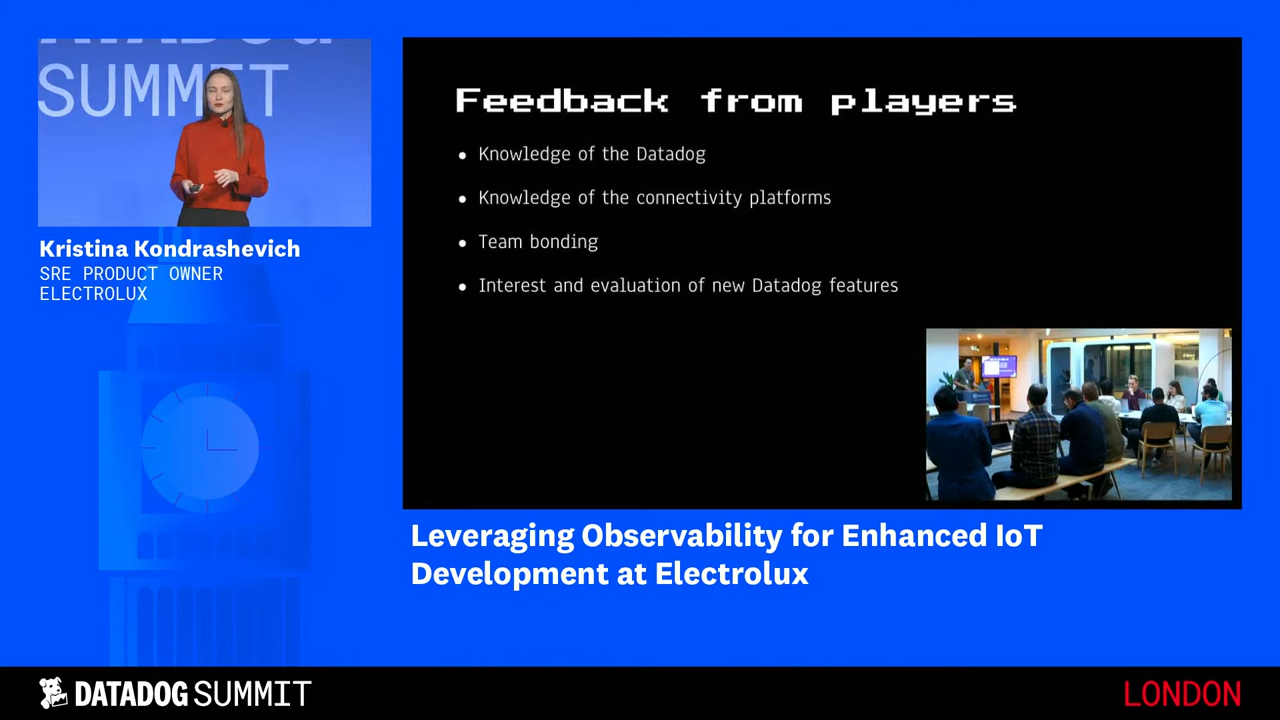 SUMMIT
Kristina Kondrashevich
SRE PRODUCT OWNER
ELECTROLUX
Feedback from players
• Knowledge of the Datadog
• Knowledge of the connectivity platforms
• Team bonding
• Interest and evaluation of new Datadog features
Leveraging Observability for Enhanced IoT
Development at Electrolux
DATADOG SUMMIT
LONDON